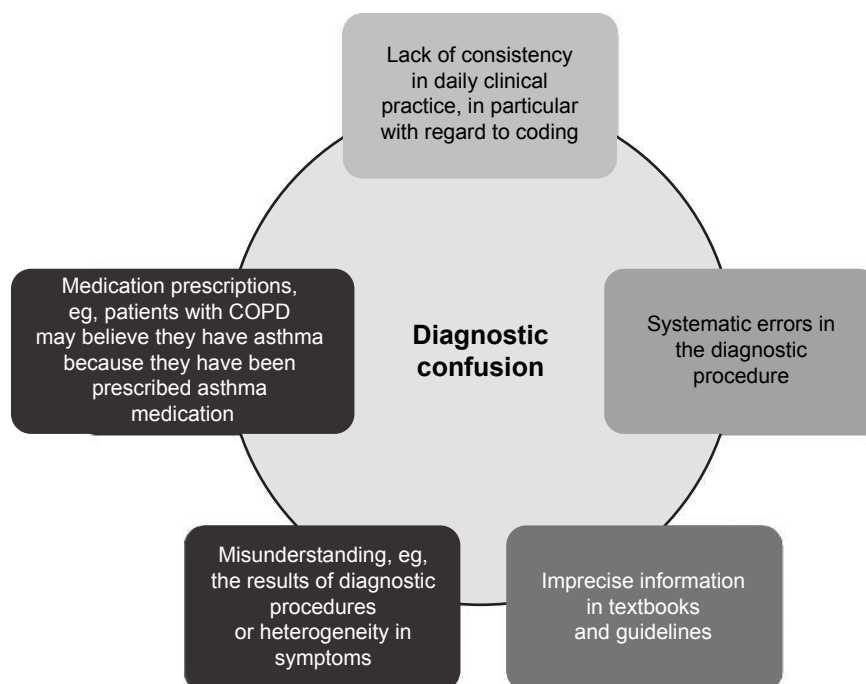 Lack of consistency
in daily clinical
practice, in particular
with regard to coding
Medication prescriptions,
eg, patients with COPD
may believe they have asthma
because they have been
prescribed asthma
medication
Diagnostic
confusion
Systematic errors in
the diagnostic
procedure
Misunderstanding, eg,
the results of diagnostic
procedures
or heterogeneity in
symptoms
Imprecise information
in textbooks
and guidelines